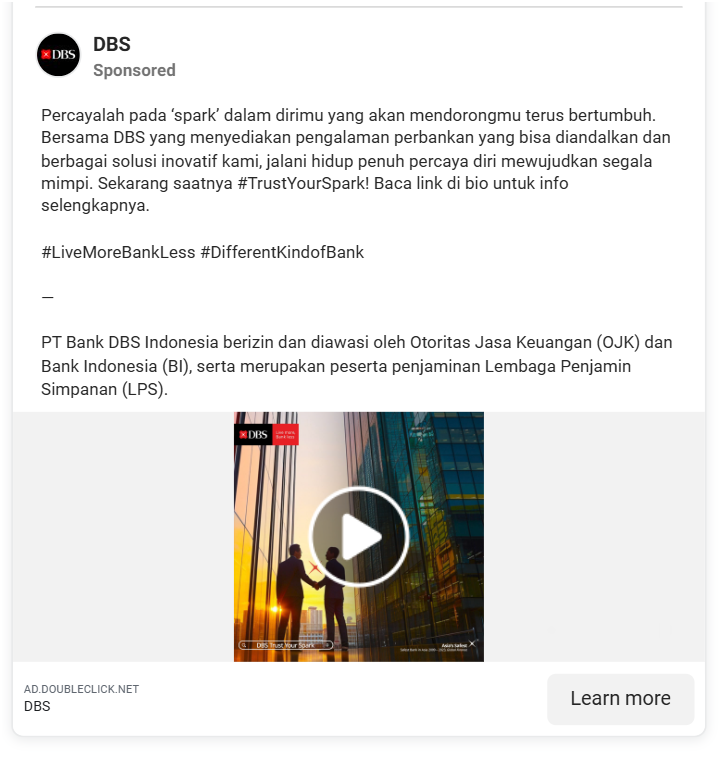 DBS
DBS
Sponsored
Percayalah pada ‘spark’ dalam dirimu yang akan mendorongmu terus bertumbuh.
Bersama DBS yang menyediakan pengalaman perbankan yang bisa diandalkan dan
berbagai solusi inovatif kami, jalani hidup penuh percaya diri mewujudkan segala
mimpi. Sekarang saatnya #TrustYourSpark! Baca link di bio untuk info
selengkapnya.
#LiveMoreBankLess #DifferentKindofBank
—
PT Bank DBS Indonesia berizin dan diawasi oleh Otoritas Jasa Keuangan (OJK) dan
Bank Indonesia (BI), serta merupakan peserta penjaminan Lembaga Penjamin
Simpanan (LPS).
DBS
Live more,
Bank less
DBS Trust Your Spark
Asia's Safest
AD.DOUBLECLICK.NET
DBS
Learn more